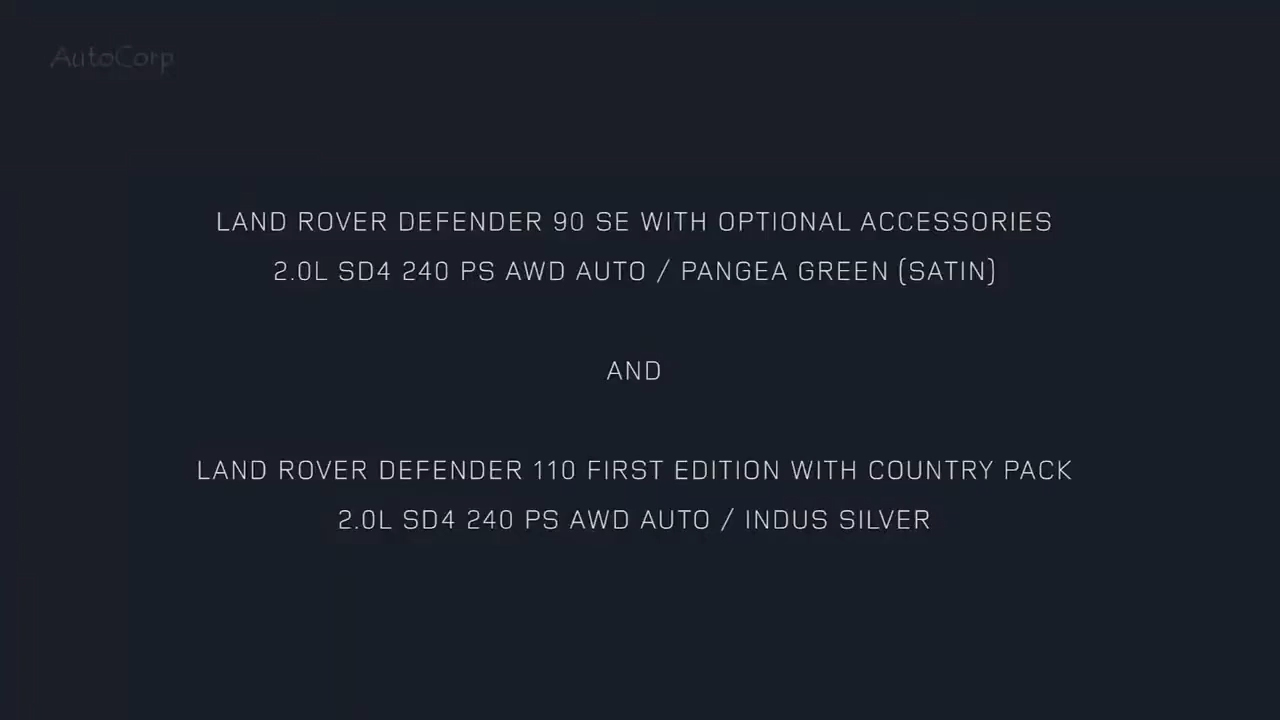 AutoCorp
LAND ROVER DEFENDER 90 SE WITH OPTIONAL ACCESSORIES
2.0L SD4 240 PS AWD AUTO / PANGEA GREEN (SATIN)
AND
LAND ROVER DEFENDER 110 FIRST EDITION WITH COUNTRY PACK
2.0L SD4 240 PS AWD AUTO / INDUS SILVER